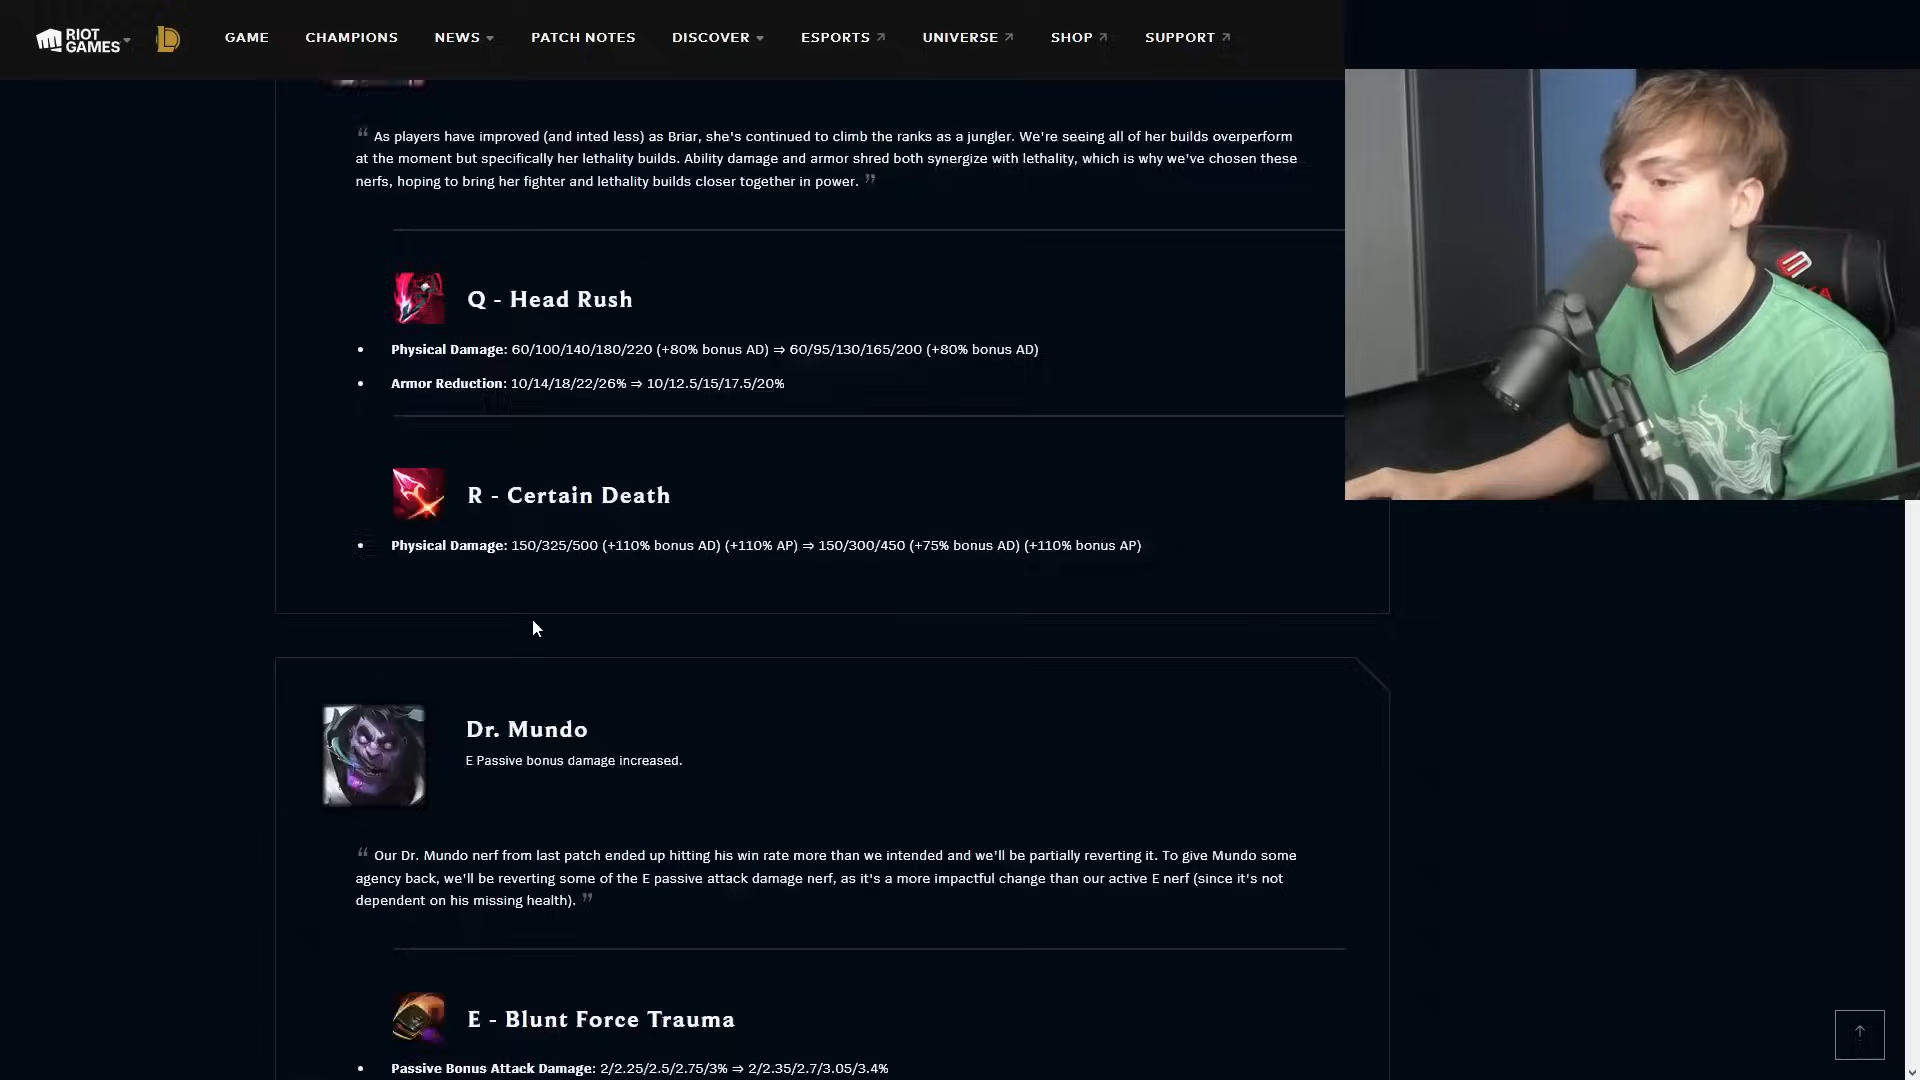 RIOT
GAMES
GAME CHAMPIONS NEWS PATCH NOTES DISCOVER ESPORTS UNIVERSE SHOP SUPPORT
“ As players have improved (and inted less) as Briar, she's continued to climb the ranks as a jungler. We're seeing all of her builds overperform
at the moment but specifically her lethality builds. Ability damage and armor shred both synergize with lethality, which is why we've chosen these
nerfs, hoping to bring her fighter and lethality builds closer together in power. ”
Q - Head Rush
• Physical Damage: 60/100/140/180/220 (+80% bonus AD) ⇒ 60/95/130/165/200 (+80% bonus AD)
• Armor Reduction: 10/14/18/22/26% ⇒ 10/12.5/15/17.5/20%
R - Certain Death
• Physical Damage: 150/325/500 (+110% bonus AD) (+110% AP) ⇒ 150/300/450 (+75% bonus AD) (+110% bonus AP)
Dr. Mundo
E Passive bonus damage increased.
“ Our Dr. Mundo nerf from last patch ended up hitting his win rate more than we intended and we'll be partially reverting it. To give Mundo some
agency back, we'll be reverting some of the E passive attack damage nerf, as it's a more impactful change than our active E nerf (since it's not
dependent on his missing health). ”
E - Blunt Force Trauma
• Passive Bonus Attack Damage: 2/2.25/2.5/2.75/3% ⇒ 2/2.35/2.7/3.05/3.4%